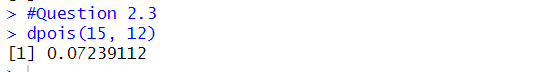 > #Question 2.3
> dpois(15, 12)
[1] 0.07239112
>